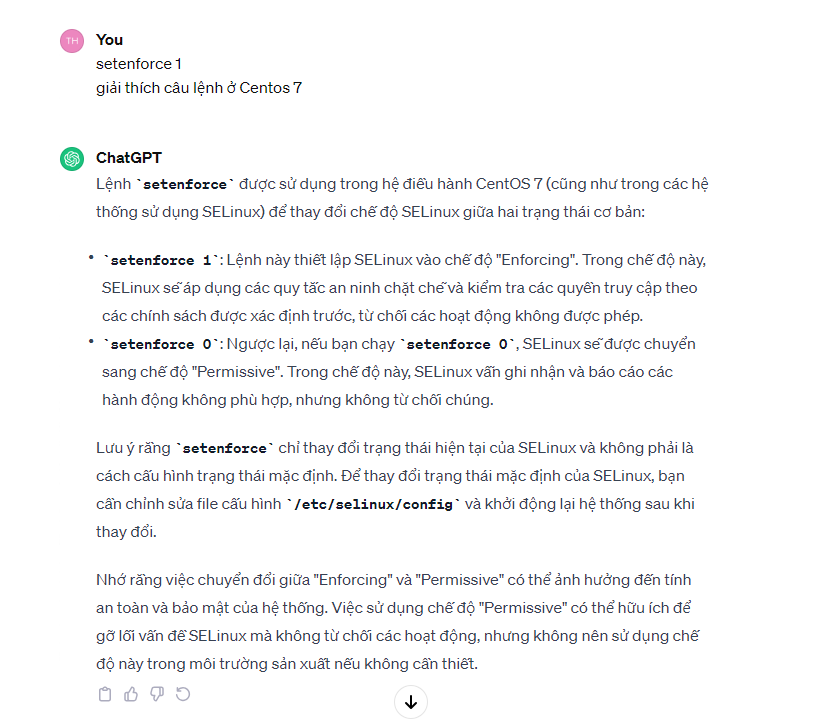 TH
You
setenforce 1
giải thích câu lệnh ở Centos 7
ChatGPT
Lệnh `setenforce` được sử dụng trong hệ điều hành CentOS 7 (cũng như trong các hệ
thống sử dụng SELinux) để thay đổi chế độ SELinux giữa hai trạng thái cơ bản:
• `setenforce 1`: Lệnh này thiết lập SELinux vào chế độ "Enforcing". Trong chế độ này,
SELinux sẽ áp dụng các quy tắc an ninh chặt chẽ và kiểm tra các quyền truy cập theo
các chính sách được xác định trước, từ chối các hoạt động không được phép.
• `setenforce 0`: Ngược lại, nếu bạn chạy `setenforce 0`, SELinux sẽ được chuyển
sang chế độ "Permissive". Trong chế độ này, SELinux vẫn ghi nhận và báo cáo các
hành động không phù hợp, nhưng không từ chối chúng.
Lưu ý rằng `setenforce` chỉ thay đổi trạng thái hiện tại của SELinux và không phải là
cách cấu hình trạng thái mặc định. Để thay đổi trạng thái mặc định của SELinux, bạn
cần chỉnh sửa file cấu hình `/etc/selinux/config` và khởi động lại hệ thống sau khi
thay đổi.
Nhớ rằng việc chuyển đổi giữa "Enforcing" và "Permissive" có thể ảnh hưởng đến tính
an toàn và bảo mật của hệ thống. Việc sử dụng chế độ "Permissive" có thể hữu ích để
gỡ lỗi vấn đề SELinux mà không từ chối các hoạt động, nhưng không nên sử dụng chế
độ này trong môi trường sản xuất nếu không cần thiết.